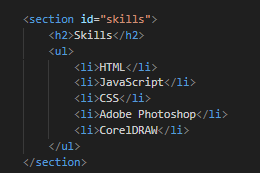 <section id="skills">
<h2>Skills</h2>
<ul>
<li>HTML</li>
<li>JavaScript</li>
<li>CSS</li>
<li>Adobe Photoshop</li>
<li>CorelDRAW</li>
</ul>
</section>